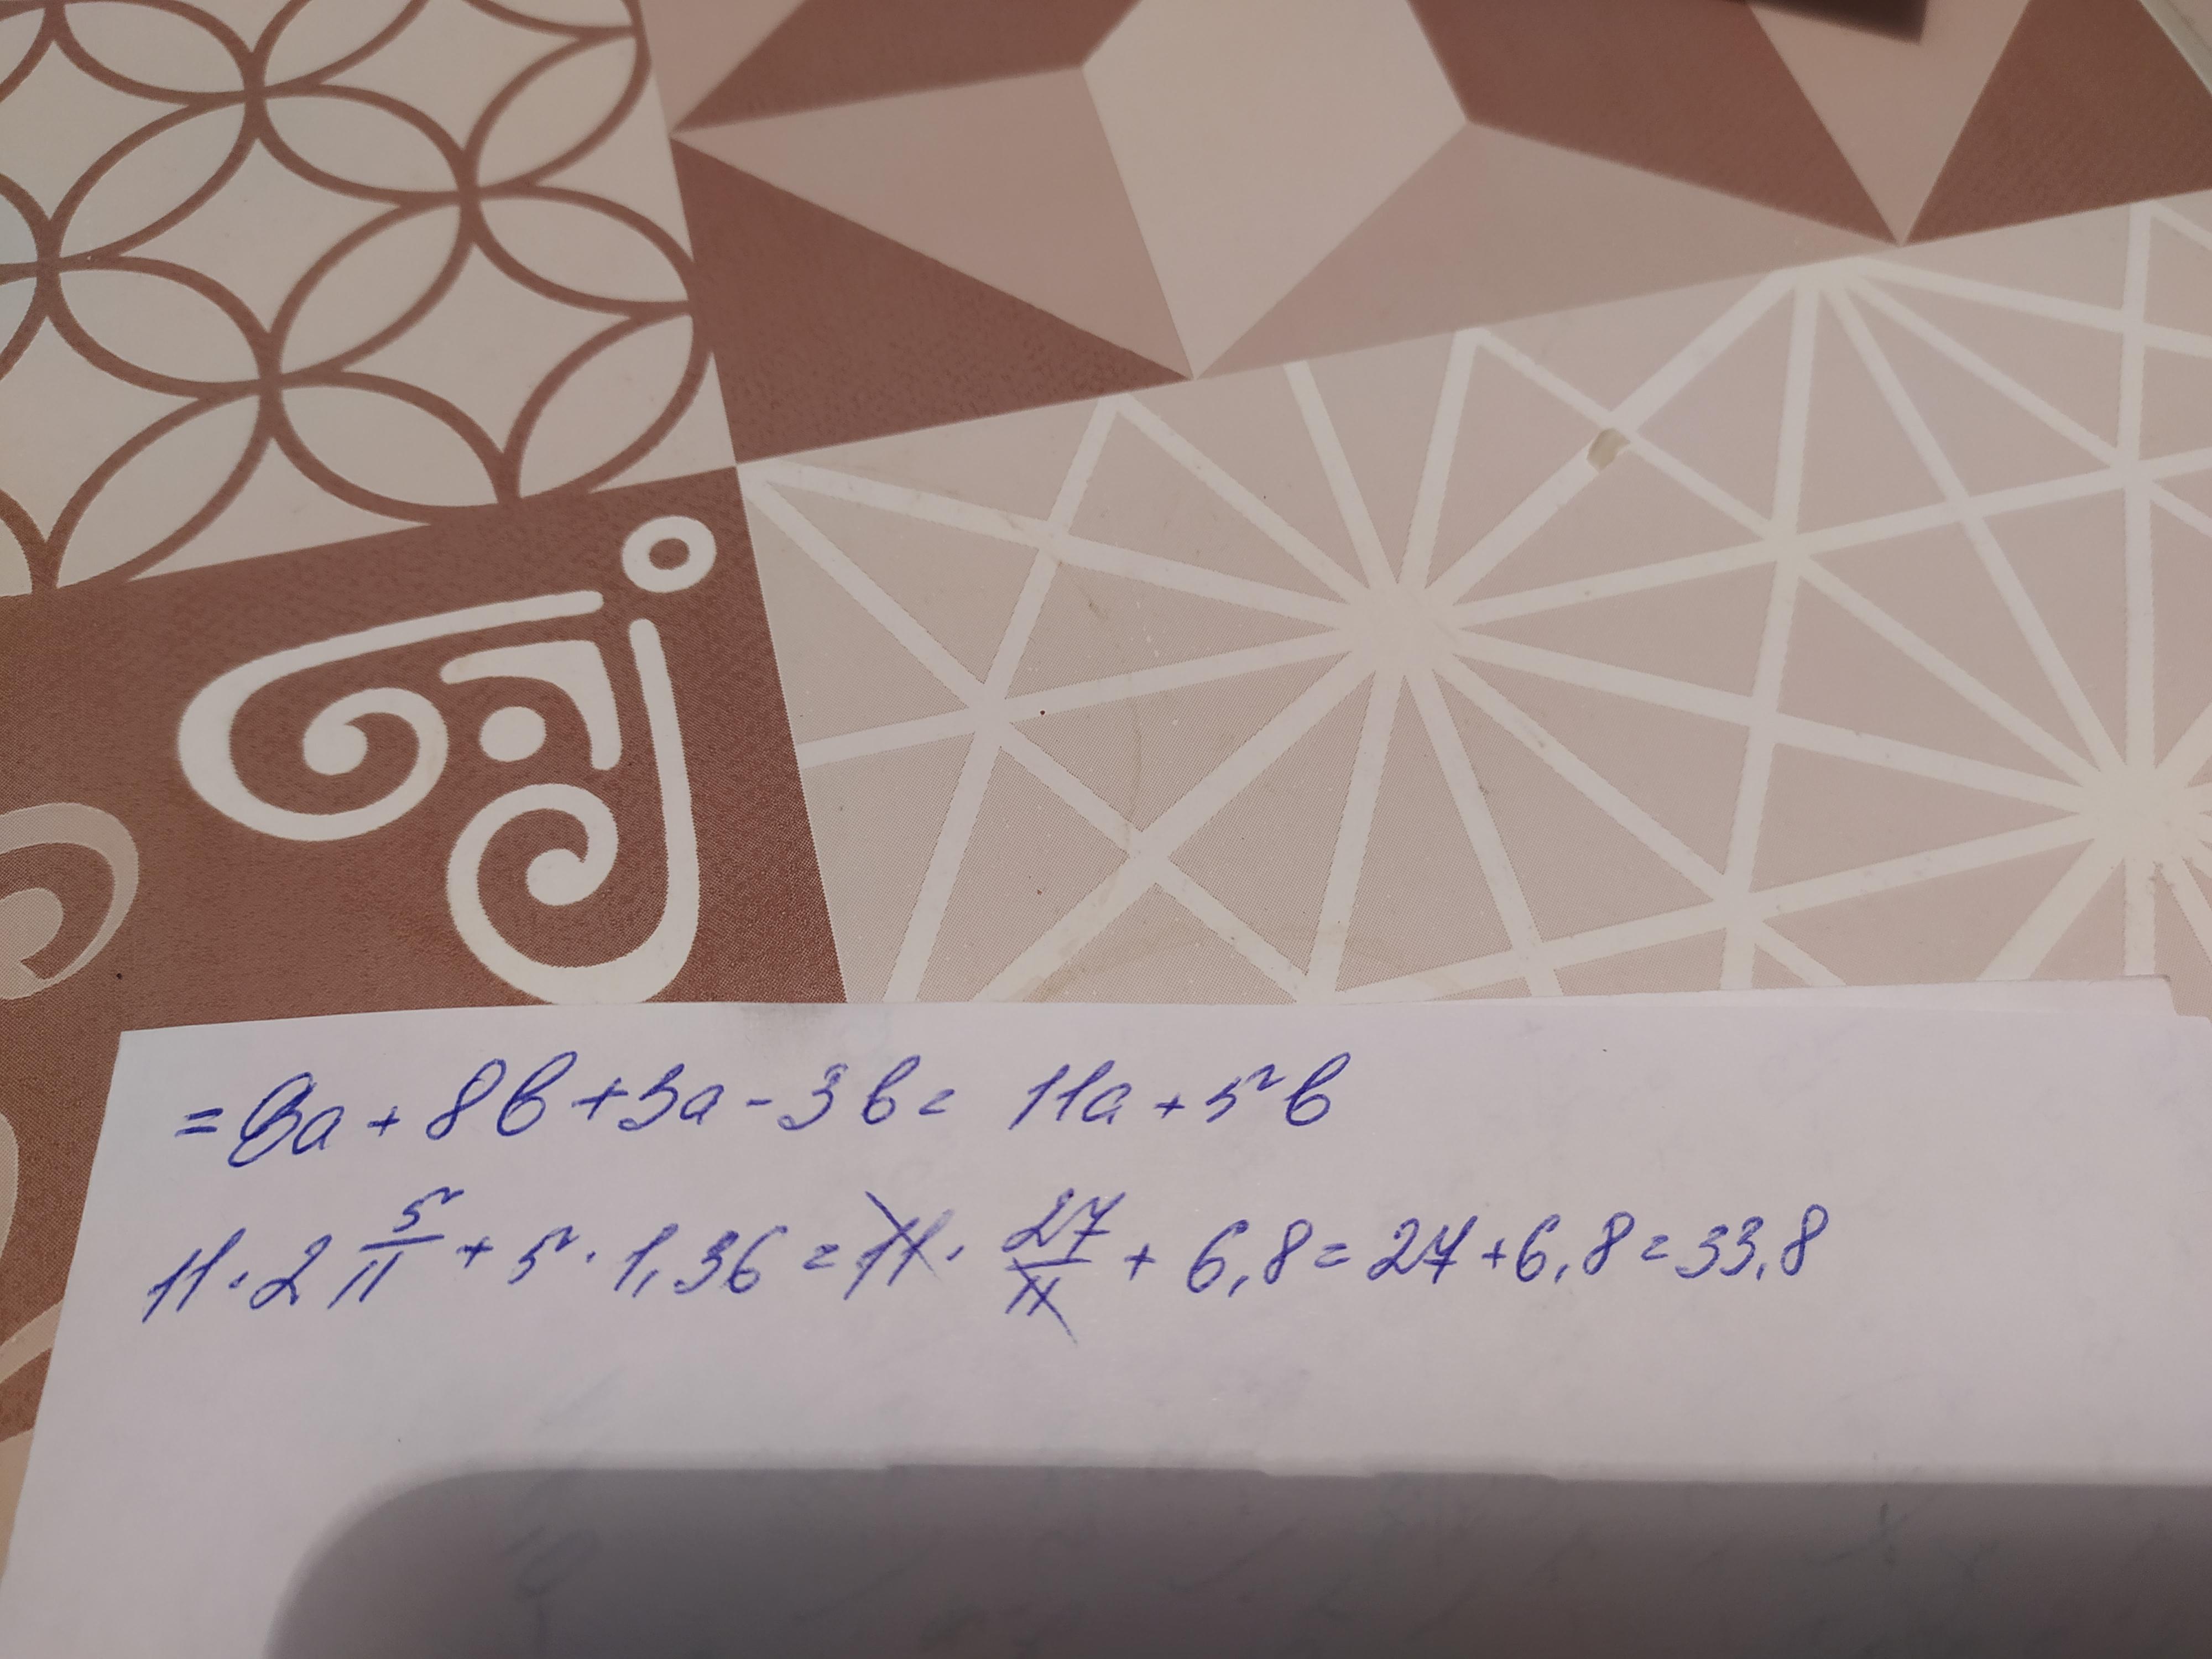 = 8a + 8b + 3a - 3b = 11a + 5b
11 · 2 5/11 + 5 · 1,36 = 11 · 27/11 + 6,8 = 27 + 6,8 = 33,8